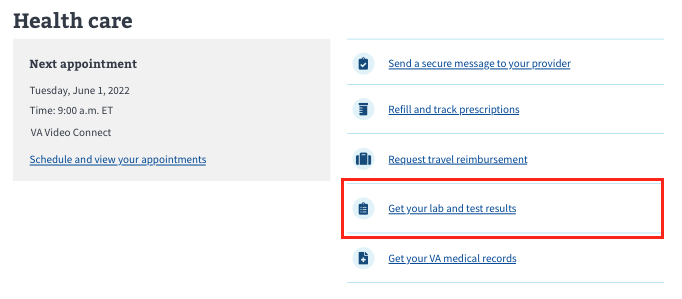 Health care
Next appointment
Tuesday, June 1, 2022
Time: 9:00 a.m. ET
VA Video Connect
Schedule and view your appointments
Send a secure message to your provider
Refill and track prescriptions
Request travel reimbursement
Get your lab and test results
Get your VA medical records